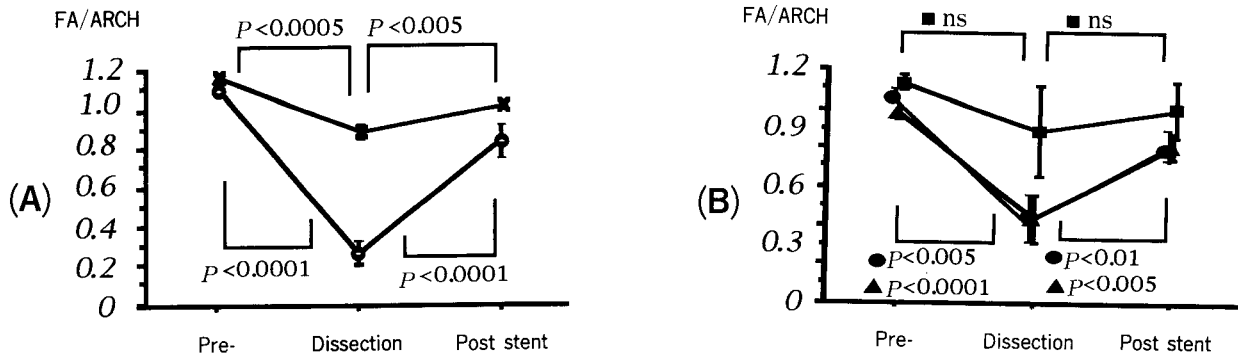 FA/ARCH
P<0.0005
P<0.005
1.2
1.0
0.8
0.6
0.4
0.2
0
(A)
P<0.0001
P<0.0001
Pre-
Dissection
Post stent
FA/ARCH
■ ns
■ ns
1.2
0.9
0.6
0.3
0
(B)
●P<0.005
●P<0.01
▲P<0.0001
▲P<0.005
Pre-
Dissection
Post stent